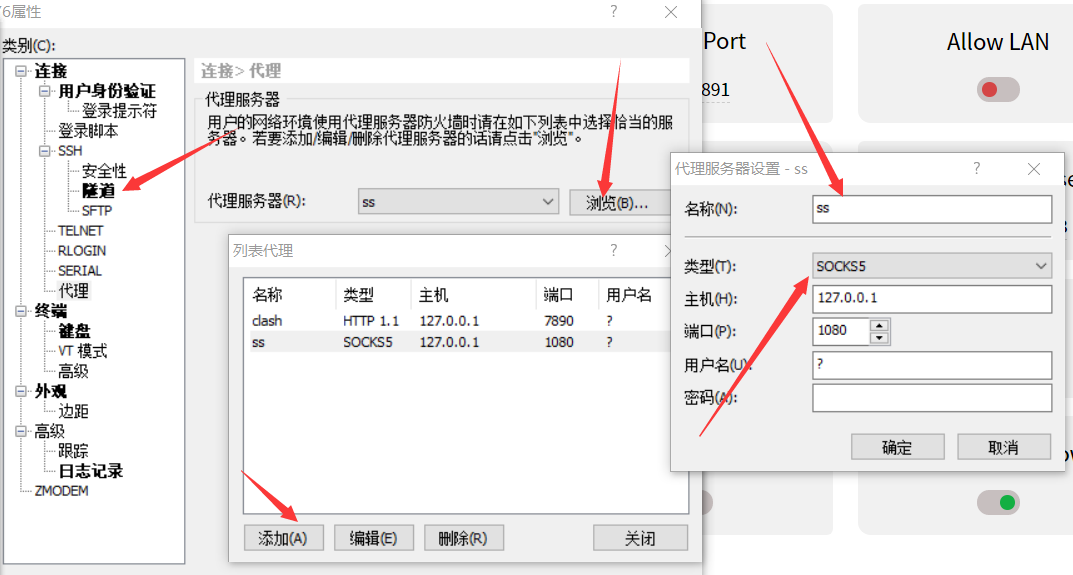 6属性
类别(C):
连接
用户身份验证
登录提示符
登录脚本
SSH
安全性
隧道
SFTP
TELNET
RLOGIN
SERIAL
代理
终端
键盘
VT 模式
高级
外观
边距
高级
跟踪
日志记录
ZMODEM
连接> 代理
代理服务器
用户的网络环境使用代理服务器防火墙时请在如下列表中选择恰当的服
务器。若要添加/编辑/删除代理服务器的话请点击"浏览"。
代理服务器(R):
ss
浏览(B)...
列表代理
名称 类型 主机 端口 用户名
clash HTTP 1.1 127.0.0.1 7890 ?
ss SOCKS5 127.0.0.1 1080 ?
添加(A) 编辑(E) 删除(R) 关闭
Port
891
Allow LAN
代理服务器设置 - ss
名称(N): ss
类型(T): SOCKS5
主机(H): 127.0.0.1
端口(P): 1080
用户名(U): ?
密码(A):
确定 取消